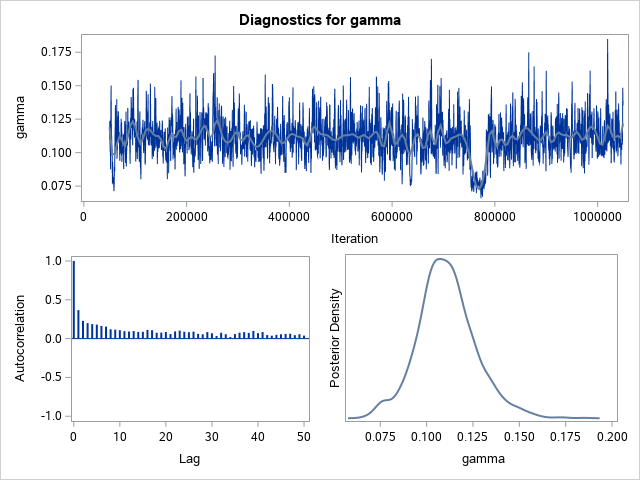 Diagnostics for gamma
gamma
0.175
0.150
0.125
0.100
0.075
0 200000 400000 600000 800000 1000000
Iteration
Autocorrelation
1.0
0.5
0.0
-0.5
-1.0
0 10 20 30 40 50
Lag
Posterior Density
0.075 0.100 0.125 0.150 0.175 0.200
gamma